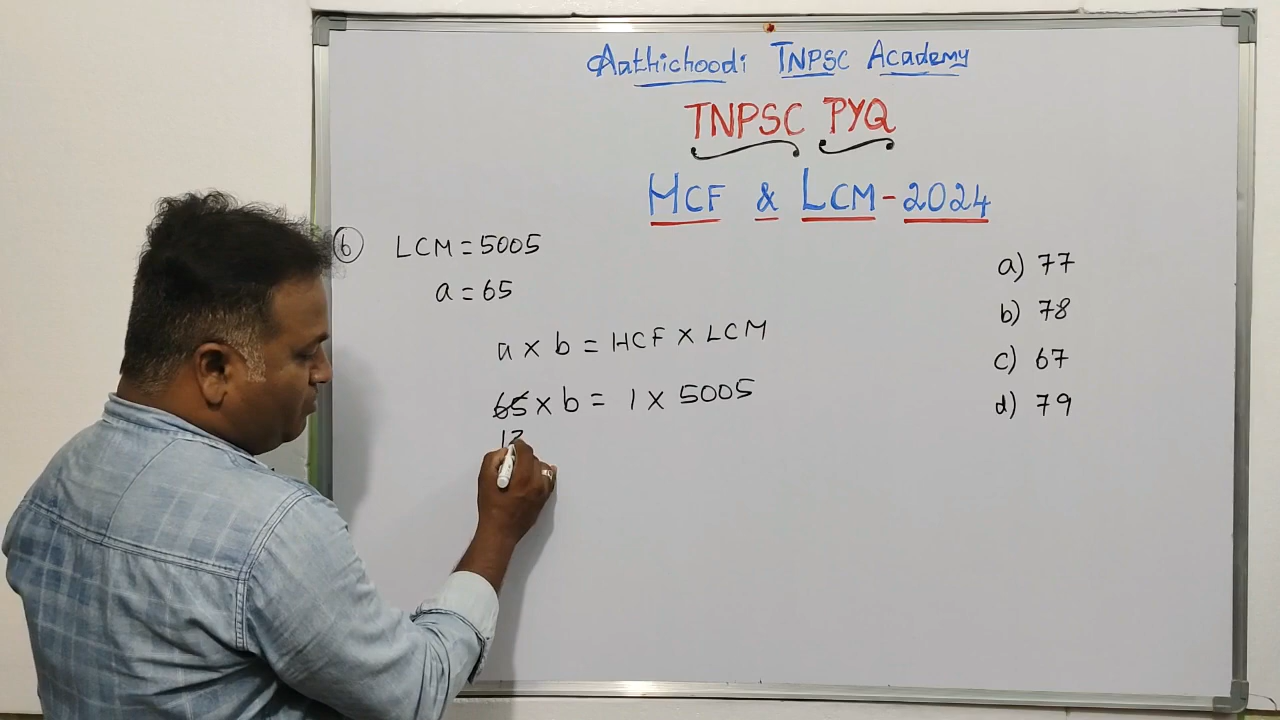 Aathichoodi TNPSC Academy
TNPSC PYQ
HCF & LCM-2024
6 LCM = 5005
a = 65
a × b = HCF × LCM
65 × b = 1 × 5005
13
a) 77
b) 78
c) 67
d) 79